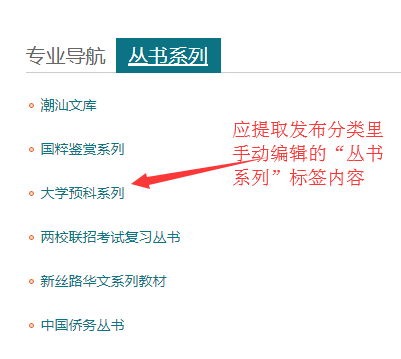 专业导航 丛书系列
潮汕文库
国粹鉴赏系列
大学预科系列
两校联招考试复习丛书
新丝路华文系列教材
中国侨务丛书
应提取发布分类里
手动编辑的“丛书
系列”标签内容